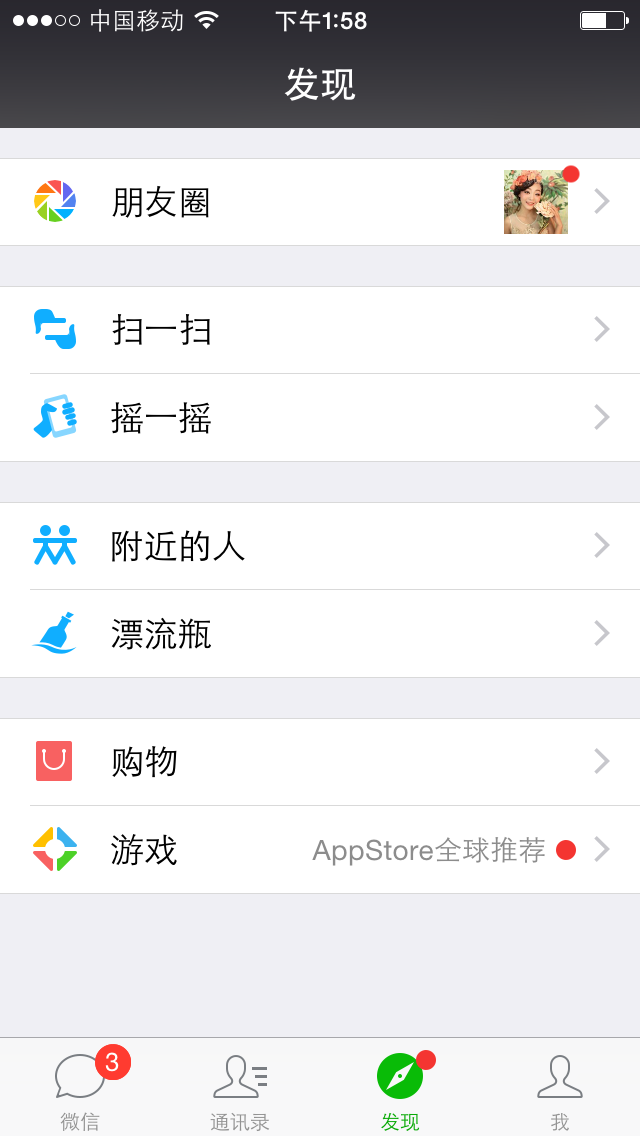 中国移动 下午1:58
发现
朋友圈
扫一扫
摇一摇
附近的人
漂流瓶
购物
游戏 AppStore全球推荐
3
微信 通讯录 发现 我